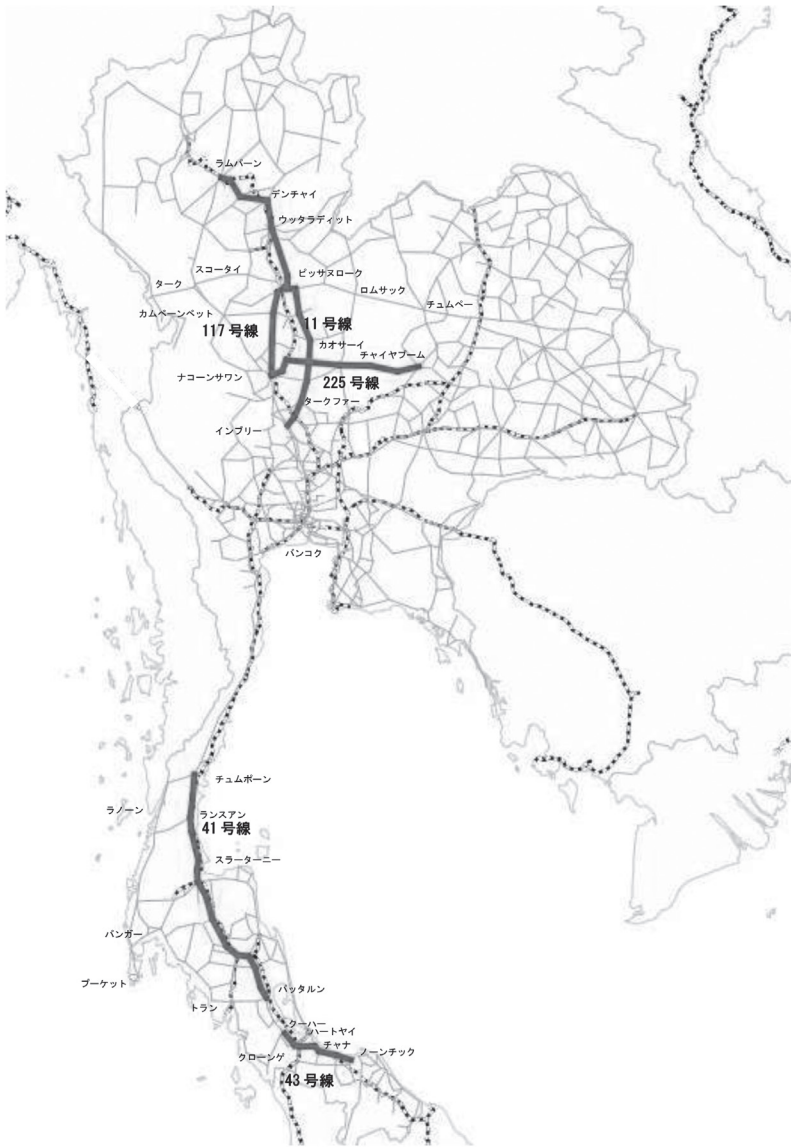 ラムパーン
デンチャイ
ウッタラディット
スコータイ
ピッサヌローク
ターク
ロムサック
チュムペー
カムペーンペット
117 号線
11 号線
カオサーイ
チャイヤプーム
ナコーンサワン
225 号線
タークファー
インブリー
バンコク
チュムポーン
ラノーン
ランスアン
41 号線
スラーターニー
パンガー
プーケット
パッタルン
トラン
クーハー
ハートヤイ
チャナ
クローンゲ
ノーンチック
43 号線